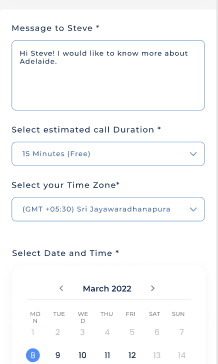 Message to Steve *
Hi Steve! I would like to know more about
Adelaide.
Select estimated call Duration *
15 Minutes (Free)
Select your Time Zone*
(GMT +05:30) Sri Jayawaradhanapura
Select Date and Time *
< March 2022 >
MO TUE WE THU FRI SAT SUN
N D
1 2 3 4 5 6 7
8 9 10 11 12 13 14